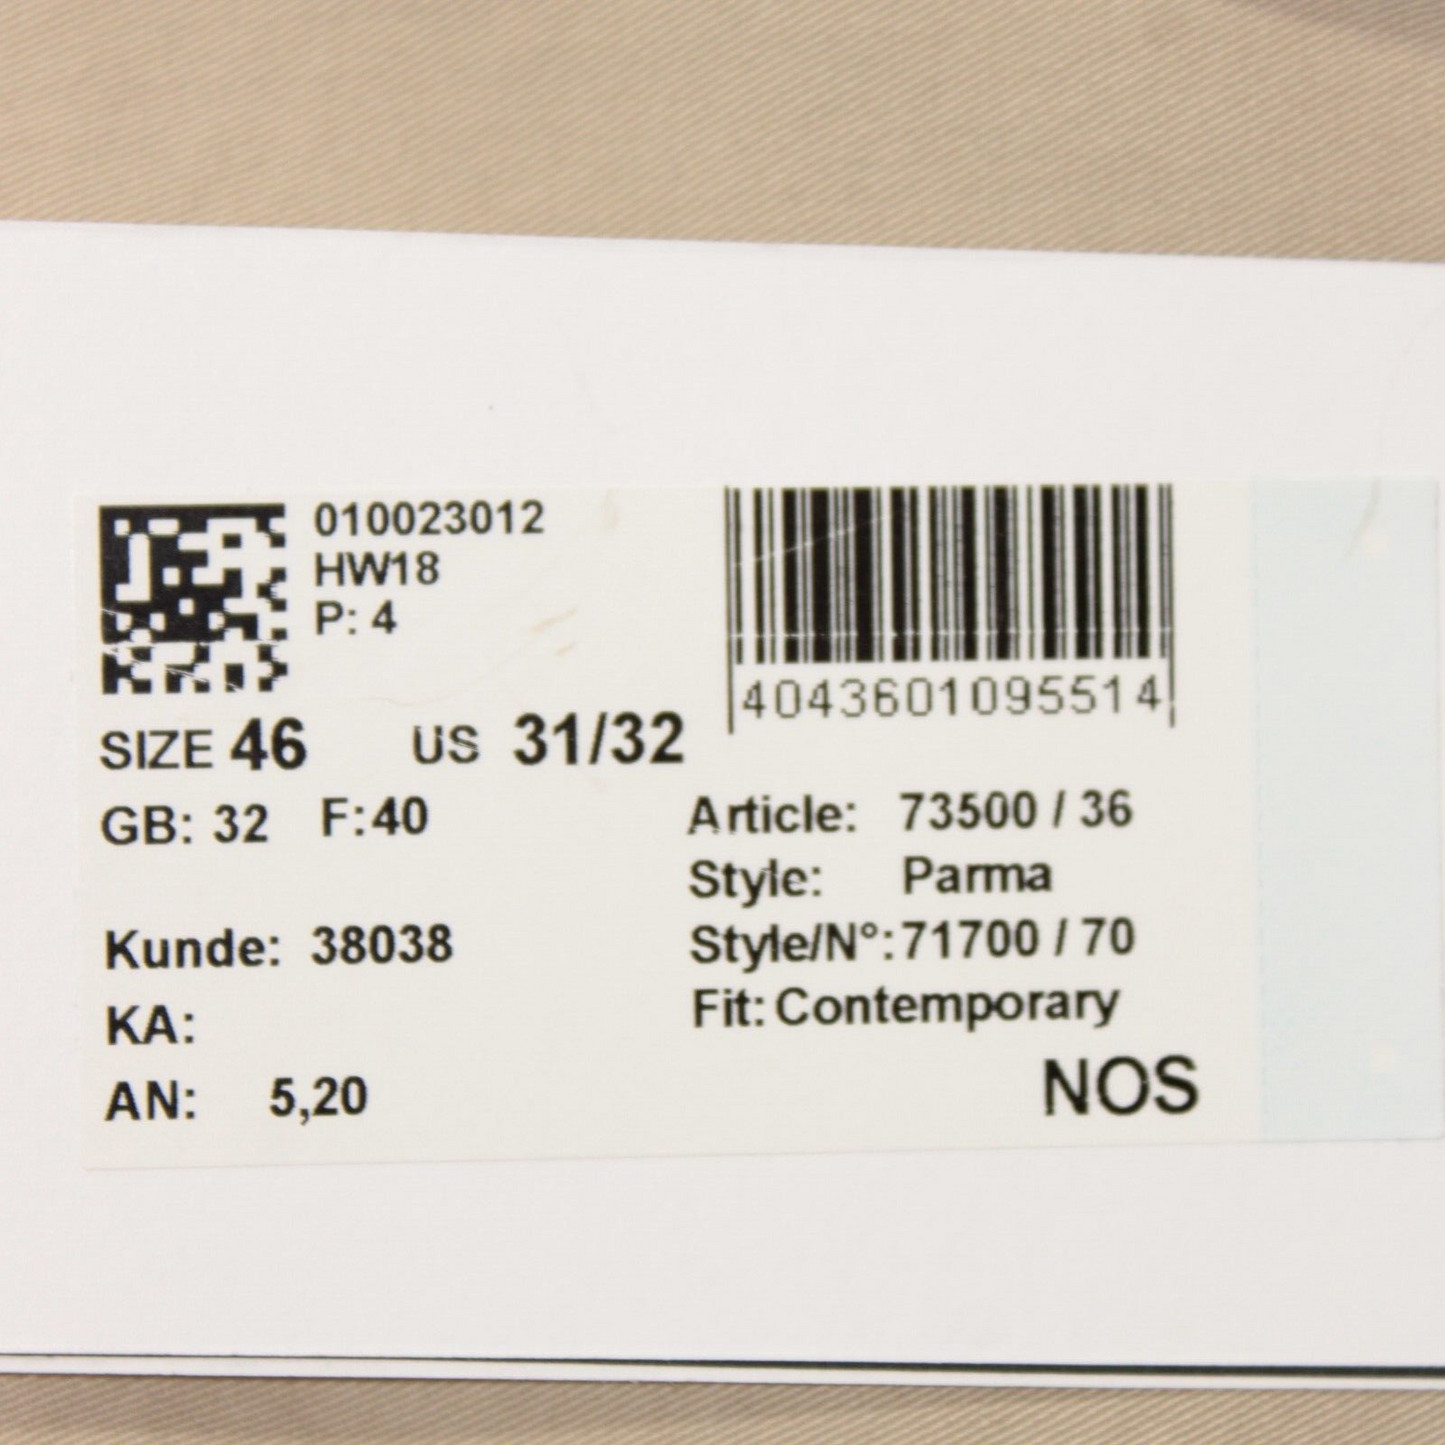 010023012
HW18
P: 4
4043601095514
SIZE 46 US 31/32
GB: 32 F:40
Article: 73500 / 36
Style: Parma
Style/N°: 71700 / 70
Fit: Contemporary
Kunde: 38038
KA:
AN: 5,20
NOS